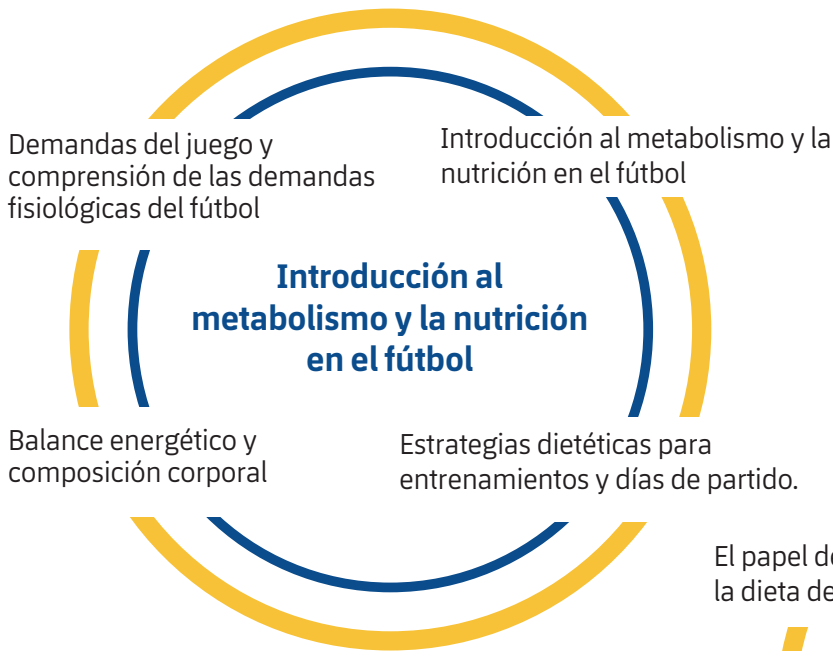 Demandas del juego y
comprensión de las demandas
fisiológicas del fútbol
Introducción al metabolismo y la
nutrición en el fútbol
Introducción al
metabolismo y la nutrición
en el fútbol
Balance energético y
composición corporal
Estrategias dietéticas para
entrenamientos y días de partido.
El papel de
la dieta de